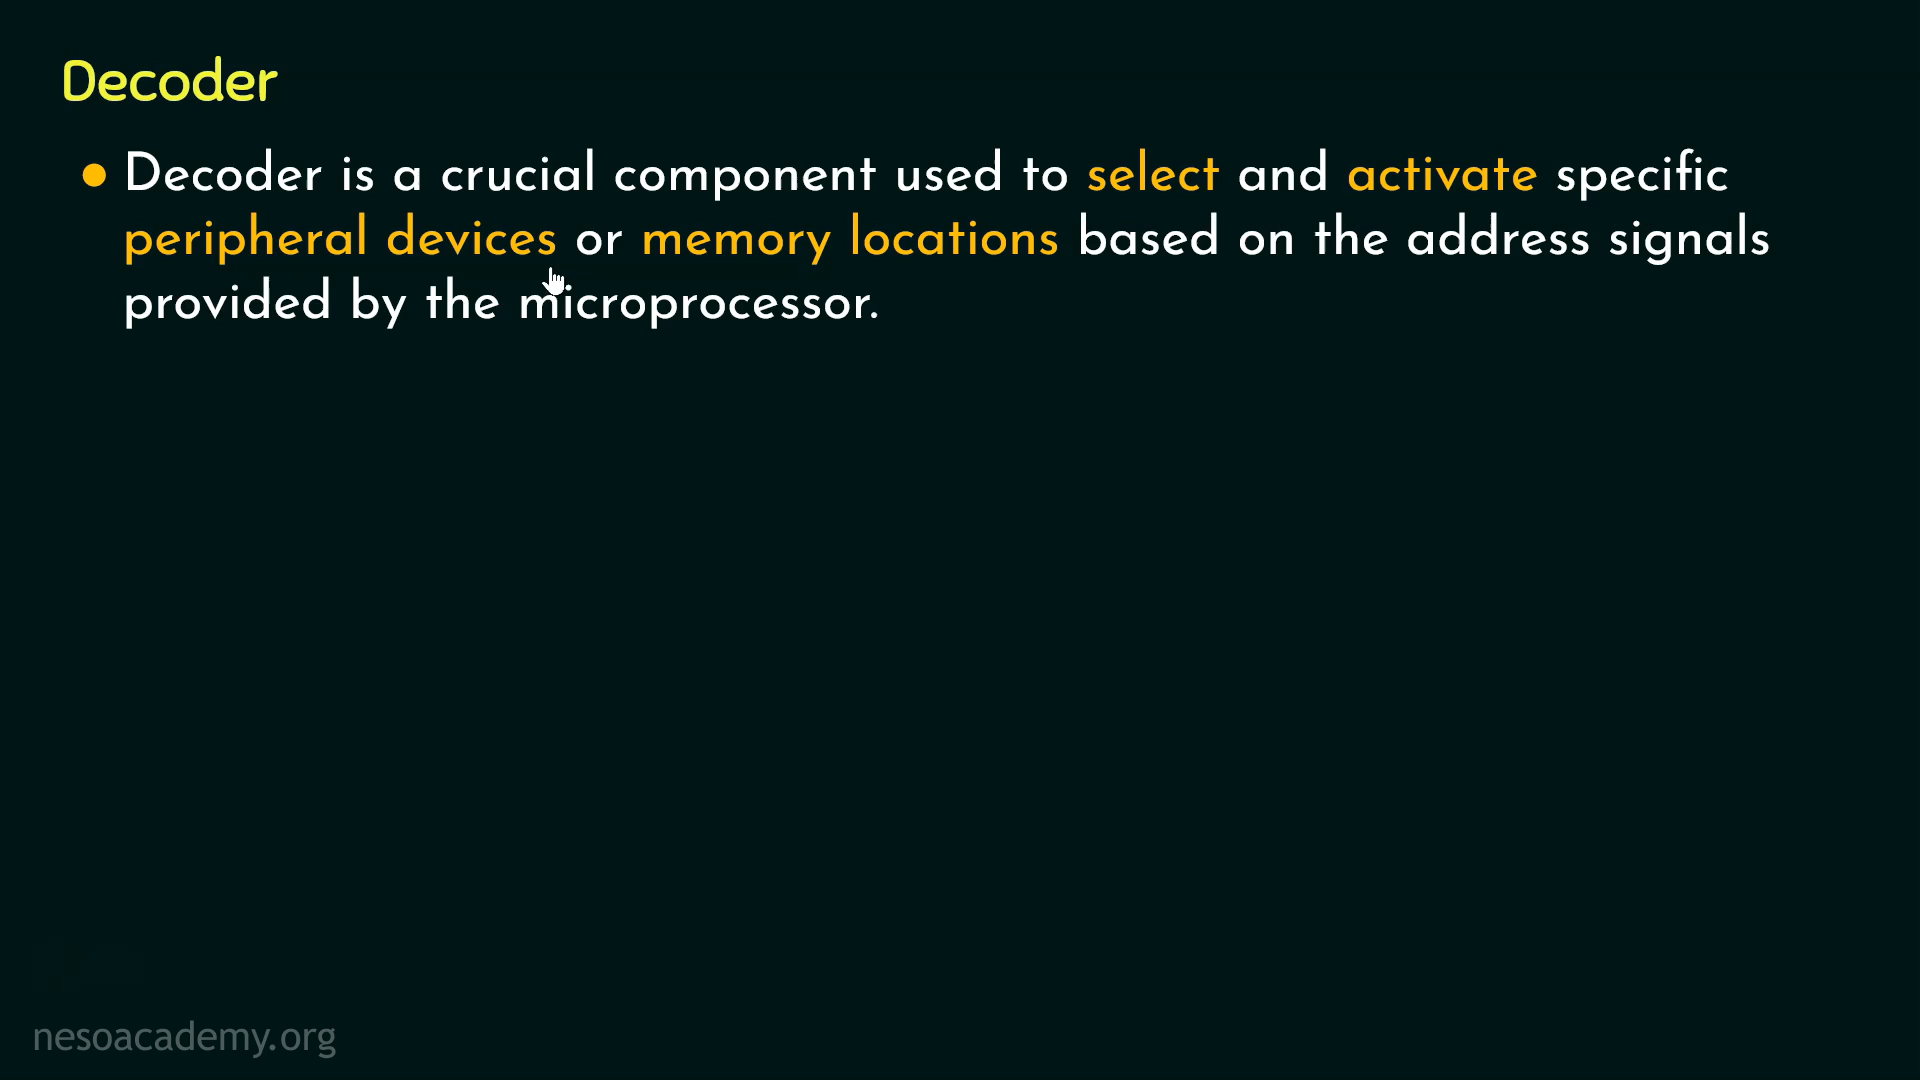 Decoder
● Decoder is a crucial component used to select and activate specific
peripheral devices or memory locations based on the address signals
provided by the microprocessor.
nesoacademy.org